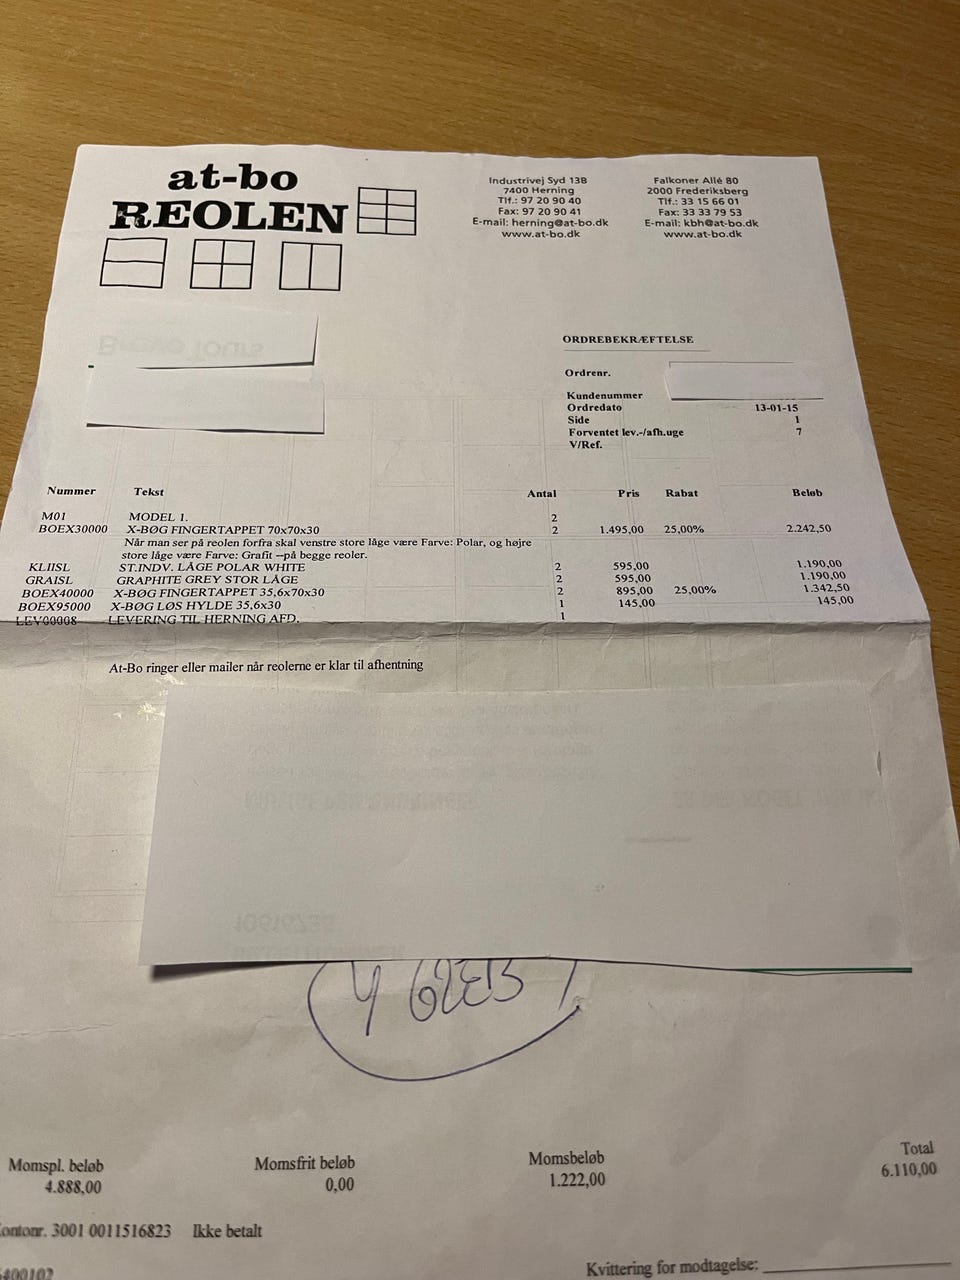 at-bo
REOLEN
Industrivej Syd 13B
7400 Herning
Tlf.: 97 20 90 40
Fax: 97 20 90 41
E-mail: herning@at-bo.dk
www.at-bo.dk
Falkoner Allé 80
2000 Frederiksberg
Tlf.: 33 15 66 01
Fax: 33 33 79 53
E-mail: kbh@at-bo.dk
www.at-bo.dk
Bravo Tours
ORDREBEKRÆFTELSE
Ordrenr.
Kundenummer
Ordredato 13-01-15
Side 1
Forventet lev.-/afh.uge 7
V/Ref.
Nummer Tekst Antal Pris Rabat Beløb
M01 MODEL 1. 2
BOEX30000 X-BØG FINGERTAPPET 70x70x30 2 1.495,00 25,00% 2.242,50
Når man ser på reolen forfra skal venstre store låge være Farve: Polar, og højre
store låge være Farve: Grafit --på begge reoler.
KLIISL ST.INDV. LÅGE POLAR WHITE 2 595,00 1.190,00
GRAISL GRAPHITE GREY STOR LÅGE 2 595,00 1.190,00
BOEX40000 X-BØG FINGERTAPPET 35,6x70x30 2 895,00 25,00% 1.342,50
BOEX95000 X-BØG LØS HYLDE 35,6x30 1 145,00 145,00
LEV00008 LEVERING TIL HERNING AFD. 1
At-Bo ringer eller mailer når reolerne er klar til afhentning
Momspl. beløb Momsfrit beløb Momsbeløb Total
4.888,00 0,00 1.222,00 6.110,00
ontonr. 3001 0011516823 Ikke betalt
400102
Kvittering for modtagelse: